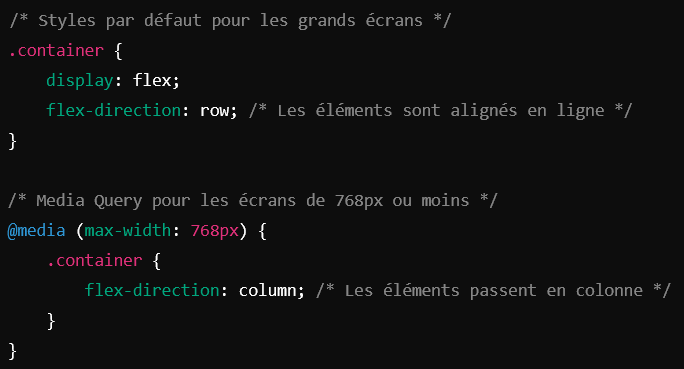 /* Styles par défaut pour les grands écrans */
.container {
    display: flex;
    flex-direction: row; /* Les éléments sont alignés en ligne */
}

/* Media Query pour les écrans de 768px ou moins */
@media (max-width: 768px) {
    .container {
        flex-direction: column; /* Les éléments passent en colonne */
    }
}